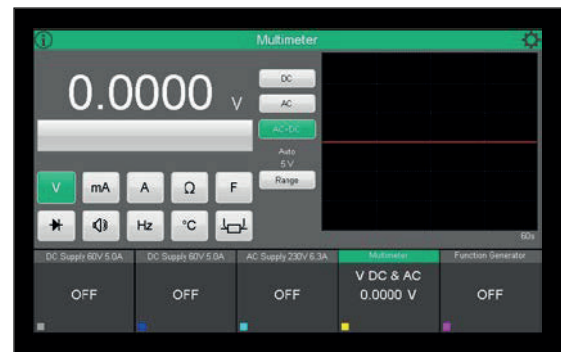 Multimeter
0.0000 V
DC
AC
AC+DC
Auto
5 V
Range
V mA A Ω F
Hz °C
60s
DC Supply 60V 5.0A DC Supply 60V 5.0A AC Supply 230V 6,3A Multimeter Function Generator
OFF OFF OFF V DC & AC OFF
0.0000 V